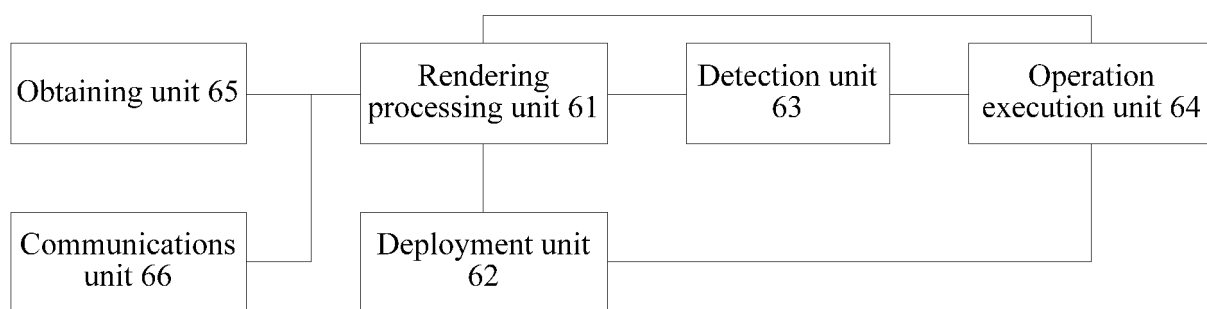 Obtaining unit 65
Rendering
processing unit 61
Detection unit
63
Operation
execution unit 64
Communications
unit 66
Deployment unit
62